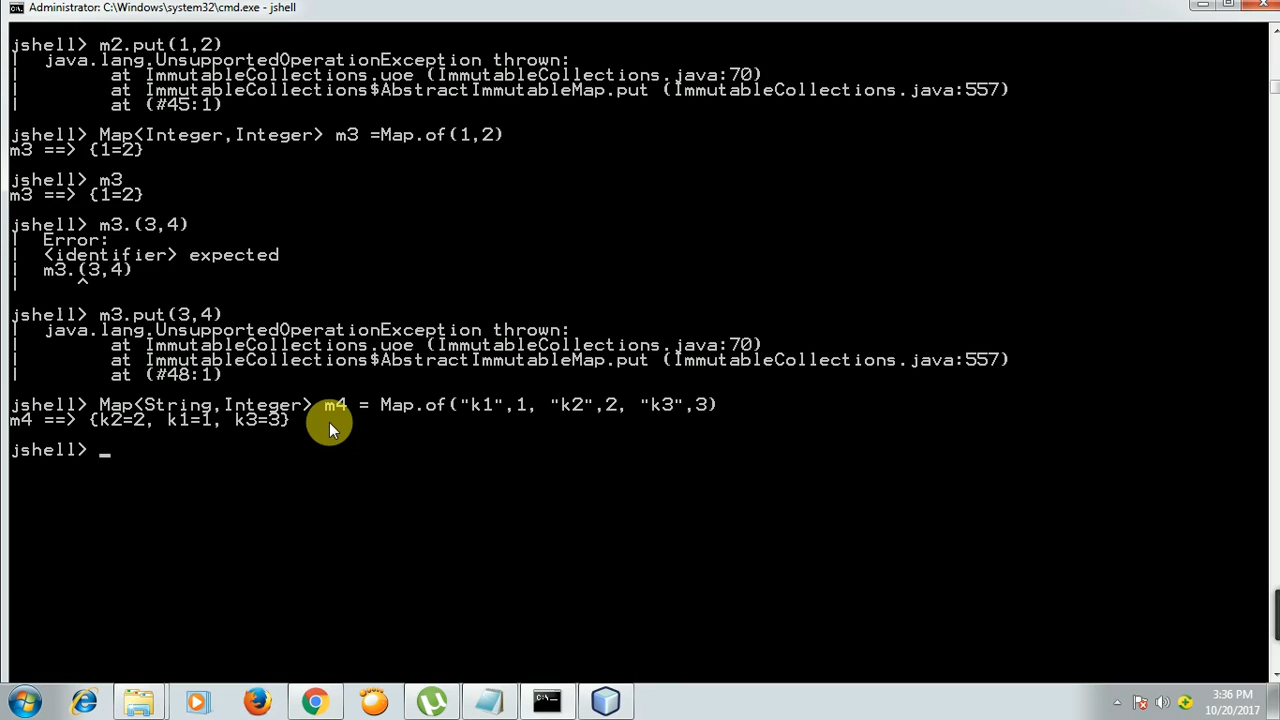 Administrator: C:\Windows\system32\cmd.exe - jshell
jshell> m2.put(1,2)
|   java.lang.UnsupportedOperationException thrown:
|         at ImmutableCollections.uoe (ImmutableCollections.java:70)
|         at ImmutableCollections$AbstractImmutableMap.put (ImmutableCollections.java:557)
|         at (#45:1)
jshell> Map<Integer,Integer> m3 =Map.of(1,2)
m3 ==> {1=2}
jshell> m3
m3 ==> {1=2}
jshell> m3.(3,4)
|   Error:
|   <identifier> expected
|   m3.(3,4)
|      ^
jshell> m3.put(3,4)
|   java.lang.UnsupportedOperationException thrown:
|         at ImmutableCollections.uoe (ImmutableCollections.java:70)
|         at ImmutableCollections$AbstractImmutableMap.put (ImmutableCollections.java:557)
|         at (#48:1)
jshell> Map<String,Integer> m4 = Map.of("k1",1, "k2",2, "k3",3)
m4 ==> {k2=2, k1=1, k3=3}
jshell> _
3:36 PM
10/20/2017